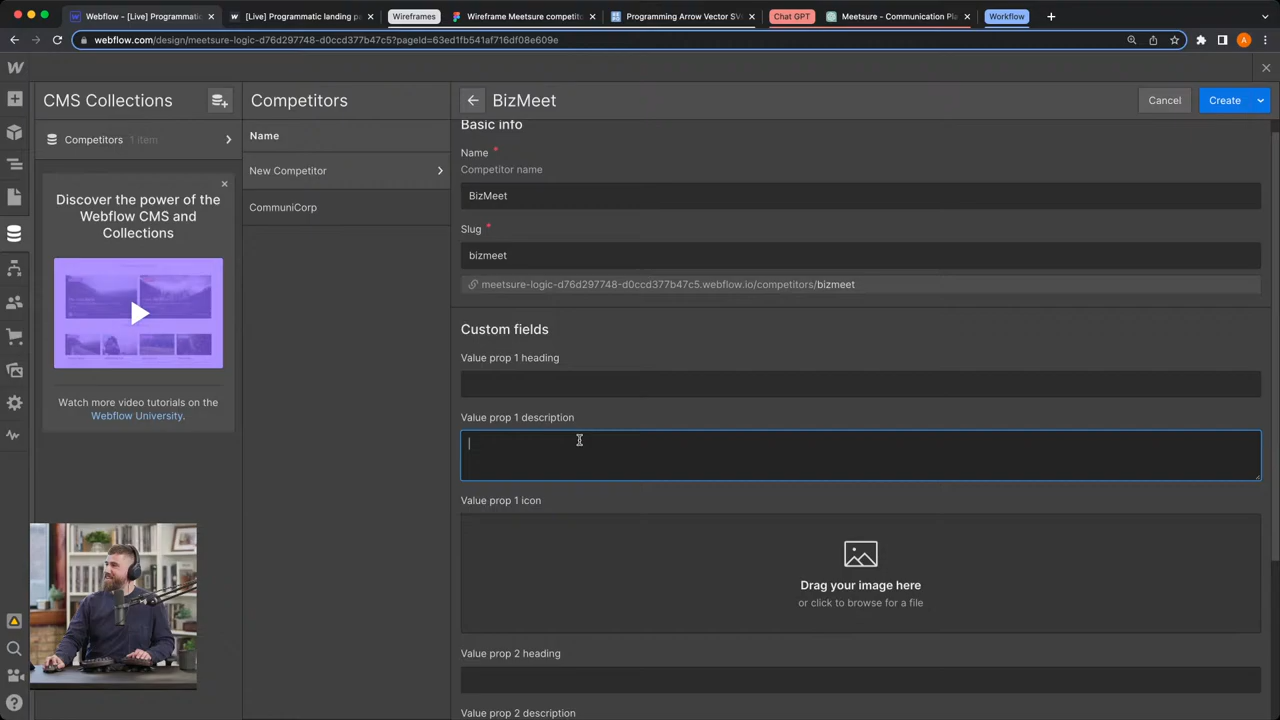 Webflow - [Live] Programmatic
[Live] Programmatic landing pa
Wireframes
Wireframe Meetsure competit
Programming Arrow Vector SV
Chat GPT
Meetsure - Communication Pla
Workflow
webflow.com/design/meetsure-logic-d76d297748-d0ccd377b47c5?pageId=63ed1fb541af716df08e609e
A
CMS Collections
Competitors
BizMeet
Cancel
Create
Competitors 1 item
Name
New Competitor
CommuniCorp
Discover the power of the
Webflow CMS and
Collections
Watch more video tutorials on the
Webflow University.
Basic info
Name *
Competitor name
BizMeet
Slug *
bizmeet
meetsure-logic-d76d297748-d0ccd377b47c5.webflow.io/competitors/bizmeet
Custom fields
Value prop 1 heading
Value prop 1 description
Value prop 1 icon
Drag your image here
or click to browse for a file
Value prop 2 heading
Value prop 2 description